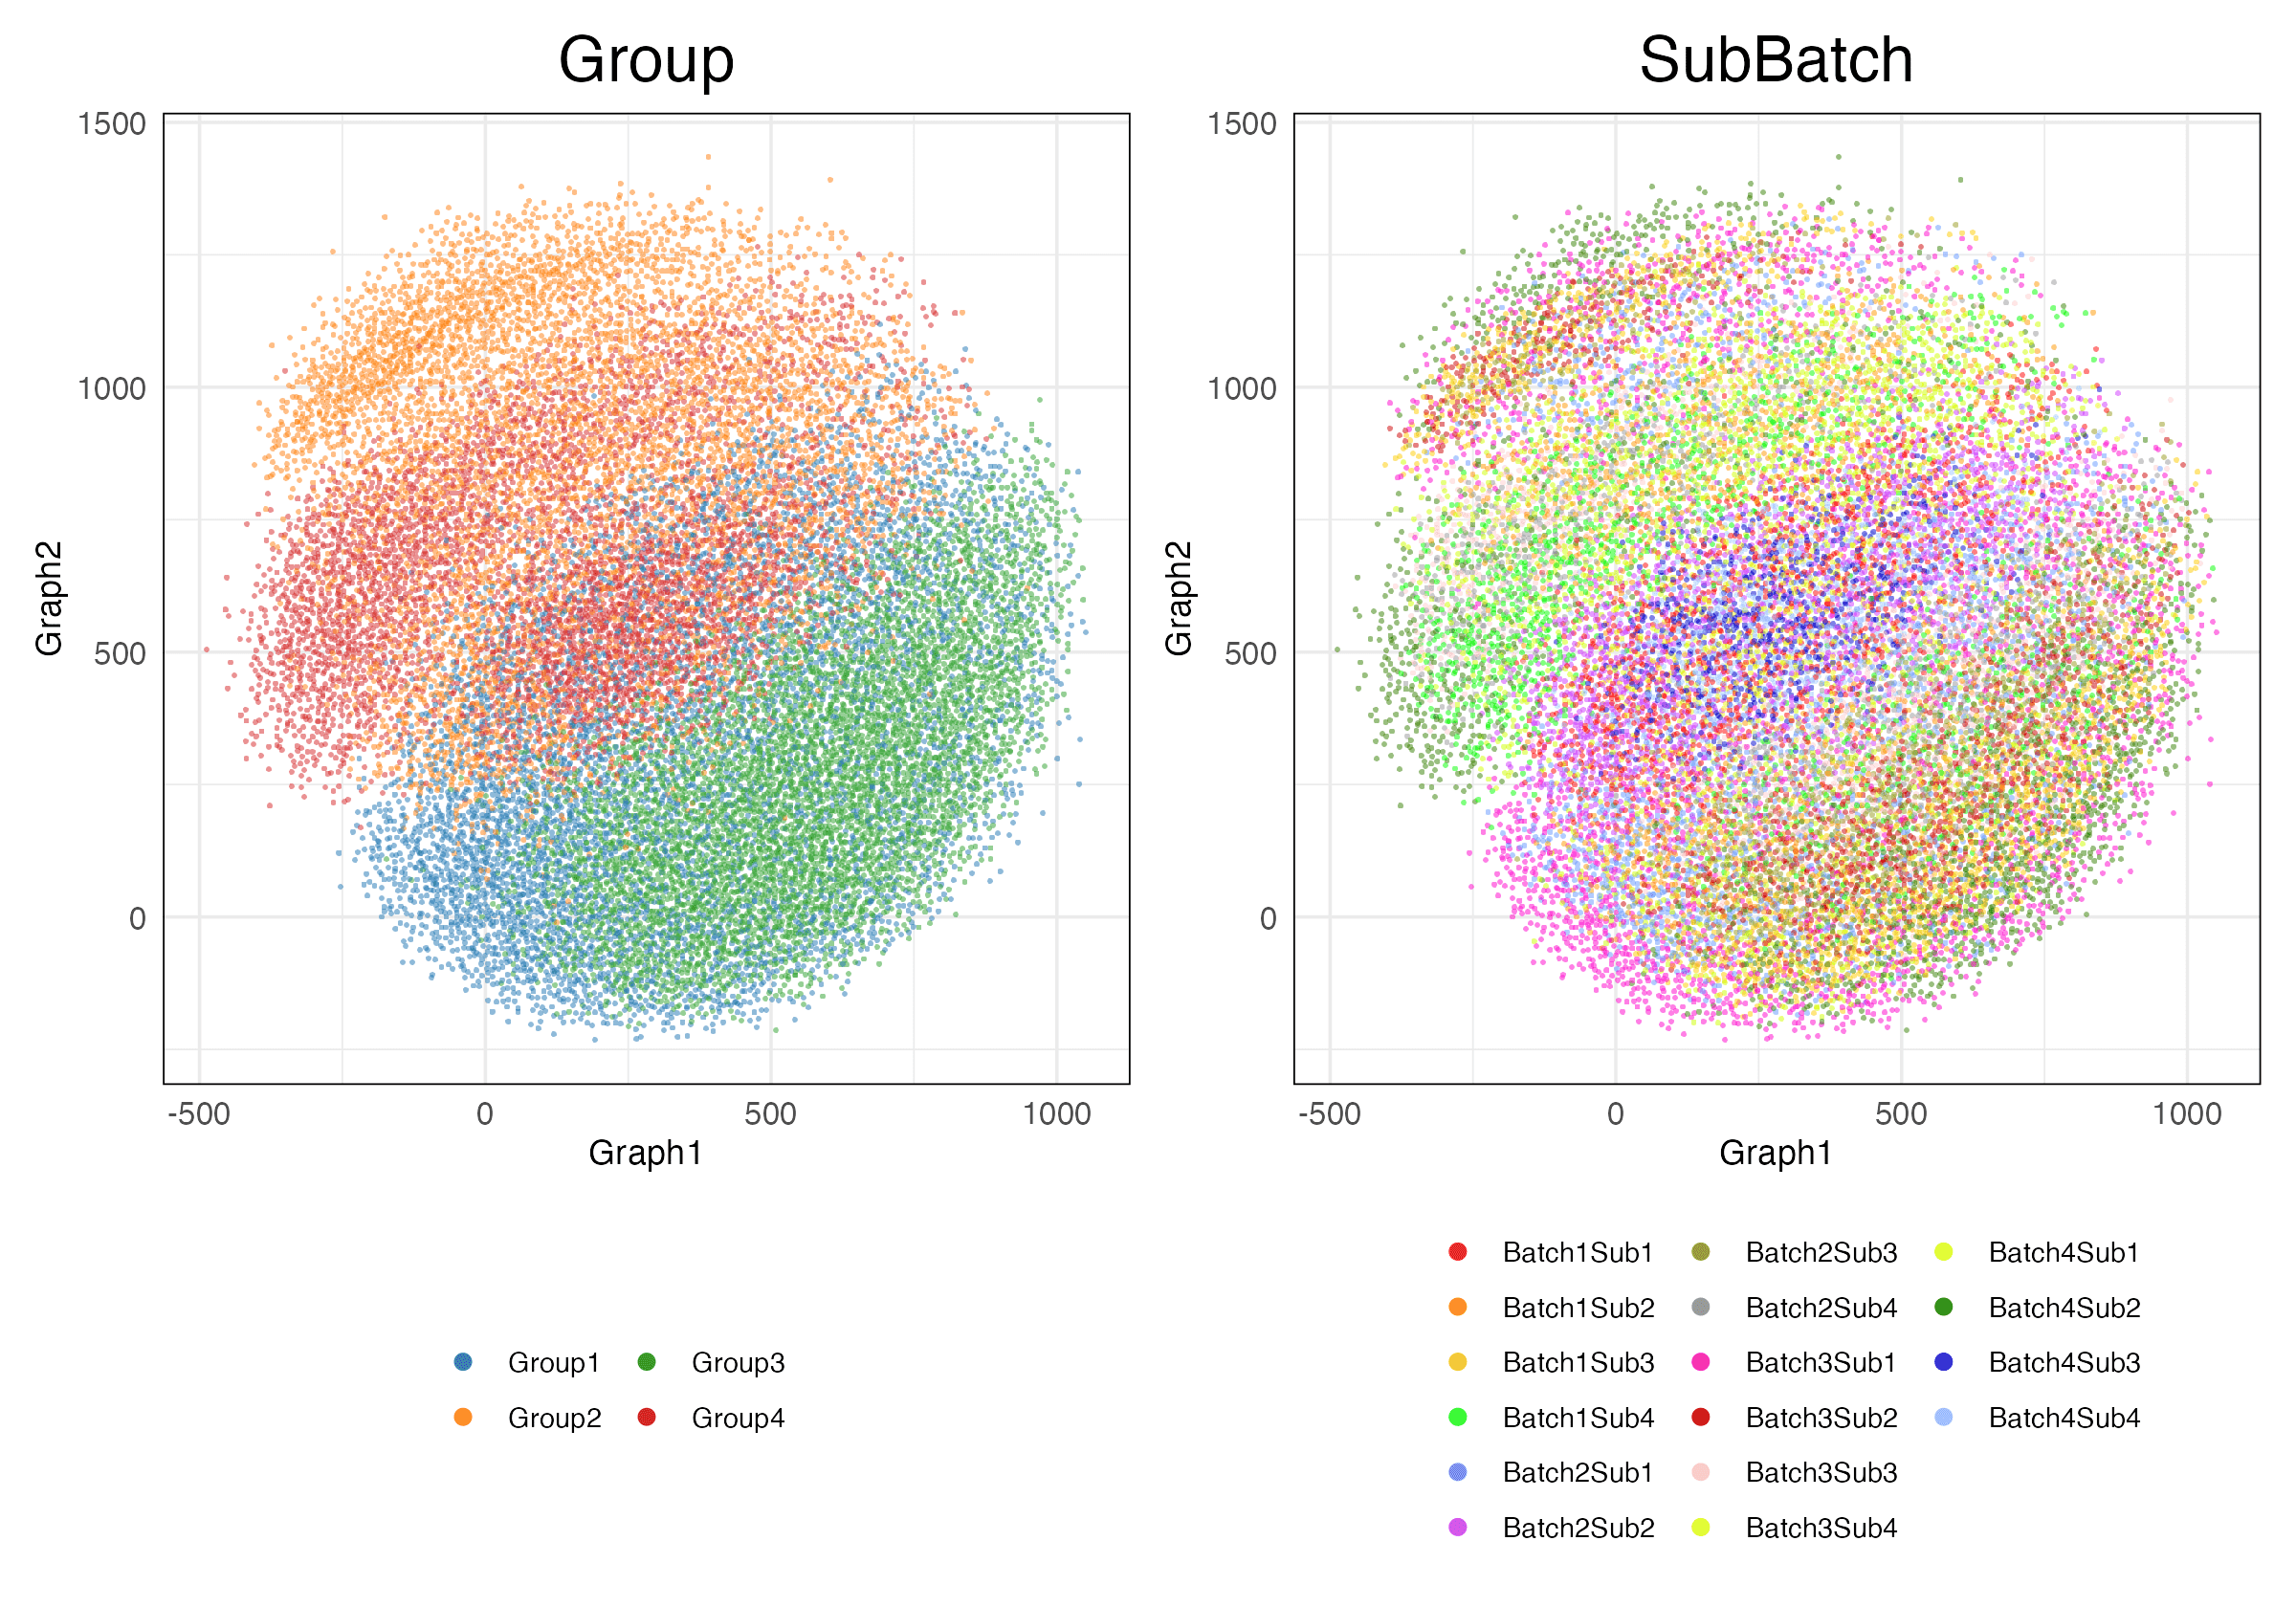 Group
SubBatch
1500
1000
500
0
Graph2
-500 0 500 1000
Graph1
1500
1000
500
0
Graph2
-500 0 500 1000
Graph1
Group1 Group3
Group2 Group4
Batch1Sub1 Batch2Sub3 Batch4Sub1
Batch1Sub2 Batch2Sub4 Batch4Sub2
Batch1Sub3 Batch3Sub1 Batch4Sub3
Batch1Sub4 Batch3Sub2 Batch4Sub4
Batch2Sub1 Batch3Sub3
Batch2Sub2 Batch3Sub4